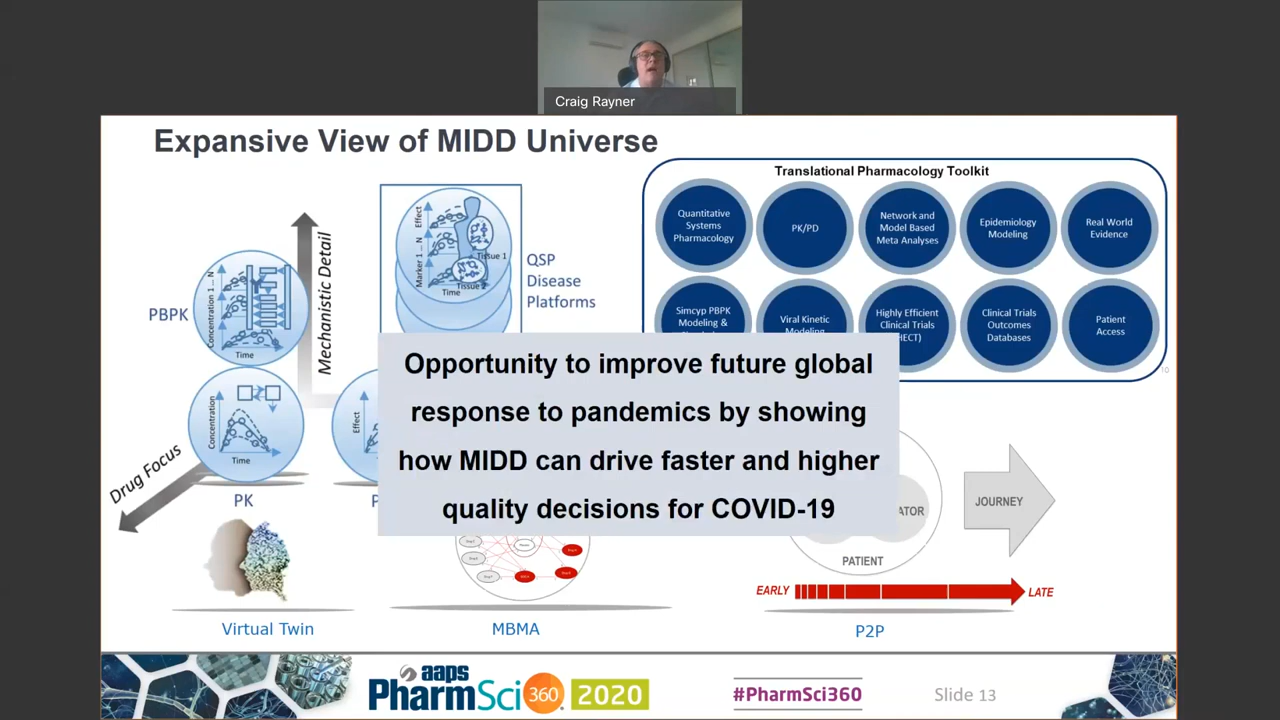 Craig Rayner
Expansive View of MIDD Universe
Translational Pharmacology Toolkit
Quantitative
Systems
Pharmacology
PK/PD
Network and
Model Based
Meta Analyses
Epidemiology
Modeling
Real World
Evidence
Simcyp PBPK
Modeling &
Viral Kinetic
Modeling
Highly Efficient
Clinical Trials
(HECT)
Clinical Trials
Outcomes
Databases
Patient
Access
15
Mechanistic Detail
PBPK
Concentration 1 ... N
Time
Effect
Marker 1 ... N
Tissue 1
Tissue 2
Time
QSP
Disease
Platforms
Concentration
Time
Effect
Drug Focus
PK
P
Opportunity to improve future global
response to pandemics by showing
how MIDD can drive faster and higher
quality decisions for COVID-19
ATOR
PATIENT
JOURNEY
EARLY
LATE
Virtual Twin
MBMA
P2P
aaps
PharmSci 360 2020
#PharmSci360
Slide 13